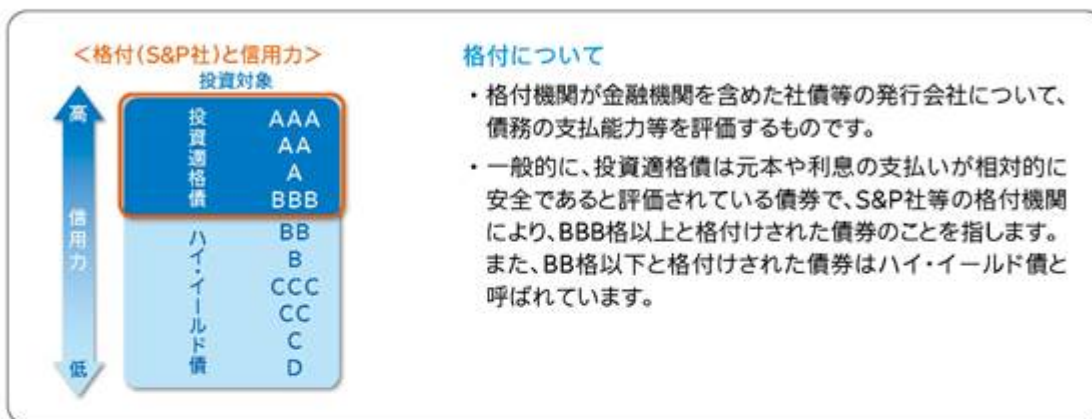 <格付(S&P社)と信用力>
投資対象
高
信用力
低
投資適格債
AAA
AA
A
BBB
ハイ・イールド債
BB
B
CCC
CC
C
D
格付について
・格付機関が金融機関を含めた社債等の発行会社について、
債務の支払能力等を評価するものです。
・一般的に、投資適格債は元本や利息の支払いが相対的に
安全であると評価されている債券で、S&P社等の格付機関
により、BBB格以上と格付けされた債券のことを指します。
また、BB格以下と格付けされた債券はハイ・イールド債と
呼ばれています。